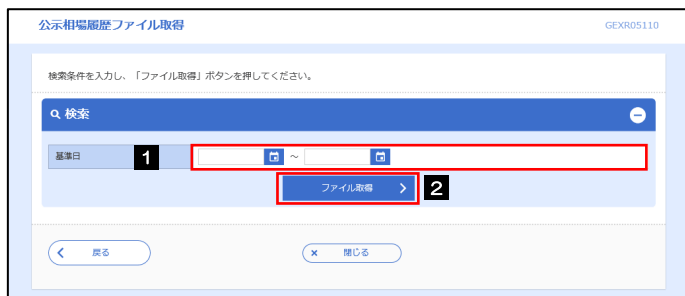 公示相場履歴ファイル取得 GEXR05110
検索条件を入力し、「ファイル取得」ボタンを押してください。
検索
基準日 1 ～
ファイル取得 2
戻る 閉じる